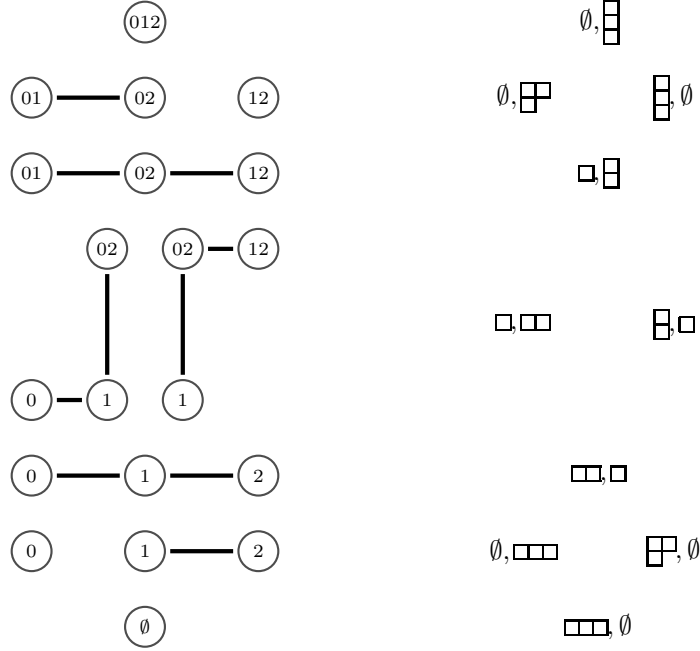 012 ∅,
01 02 12 ∅, , ∅
01 02 12 ,
02 02 12
, ,
0 1 1
0 1 2 ,
0 1 2 ∅, , ∅
∅ , ∅